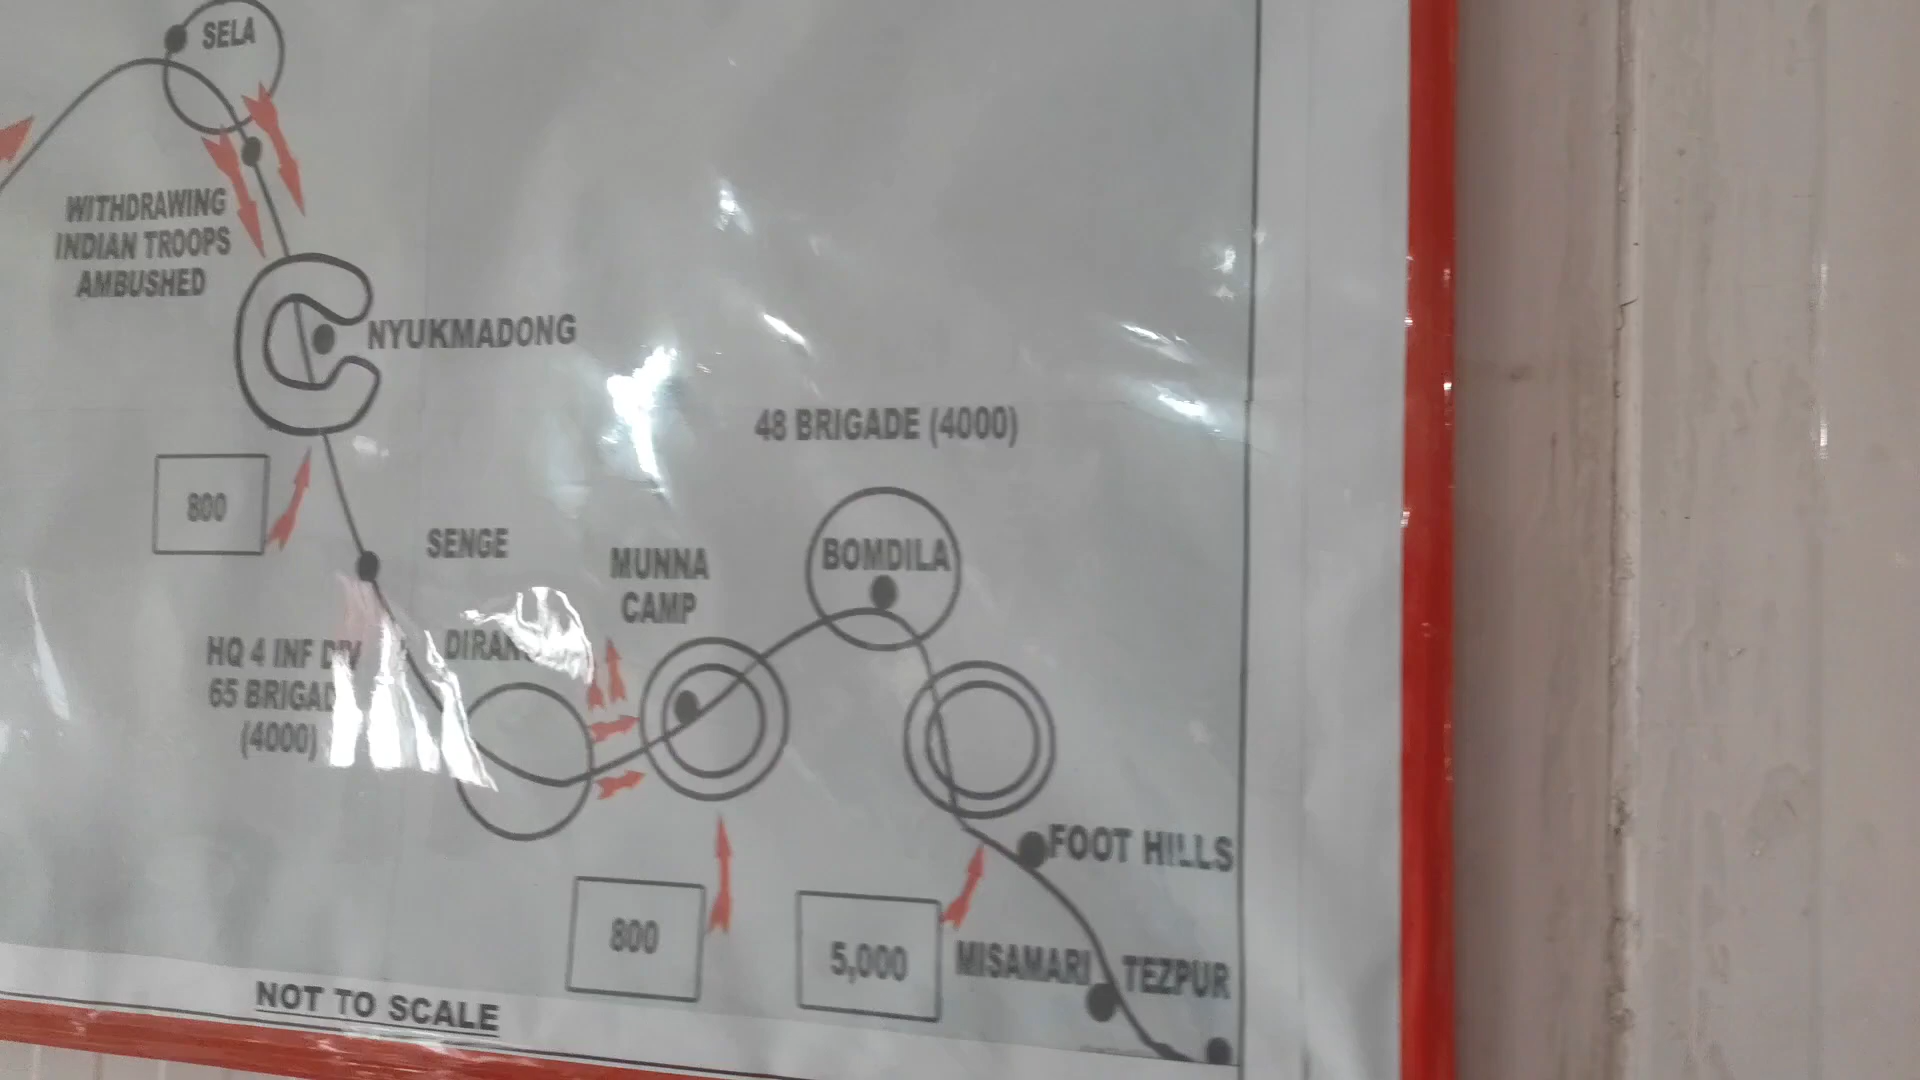 SELA
WITHDRAWING
INDIAN TROOPS
AMBUSHED
NYUKMADONG
48 BRIGADE (4000)
800
SENGE
MUNNA
CAMP
BOMDILA
HQ 4 INF DIV
65
(4000)
FOOT HILLS
800
5,000
MISAMARI
TEZPUR
NOT TO SCALE